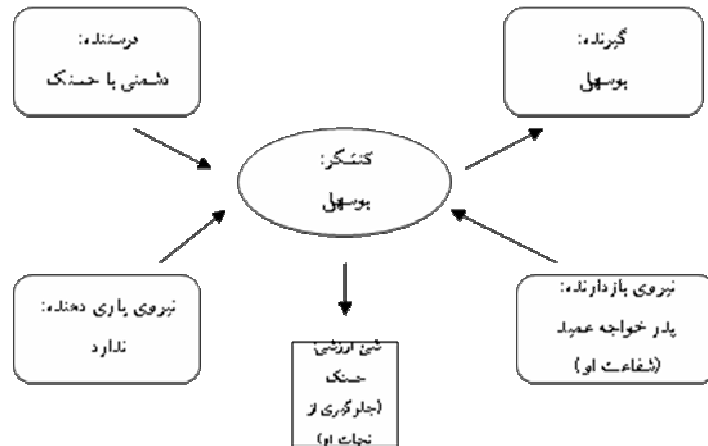 فرستنده:
دشمنی با حسنک
گیرنده:
بوسهل
کنشگر:
بوسهل
نیروی یاری دهنده:
ندارد
نیروی بازدارنده:
پدر خواجه عمید
(شفاعت او)
شیئ ارزشی:
حسنک
(جلوگیری از
نجات او)